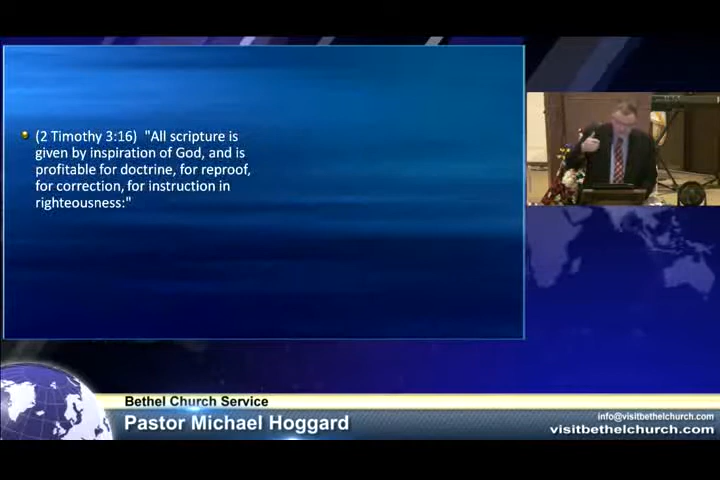 (2 Timothy 3:16)  "All scripture is
given by inspiration of God, and is
profitable for doctrine, for reproof,
for correction, for instruction in
righteousness:"
Bethel Church Service
Pastor Michael Hoggard
info@visitbethelchurch.com
visitbethelchurch.com